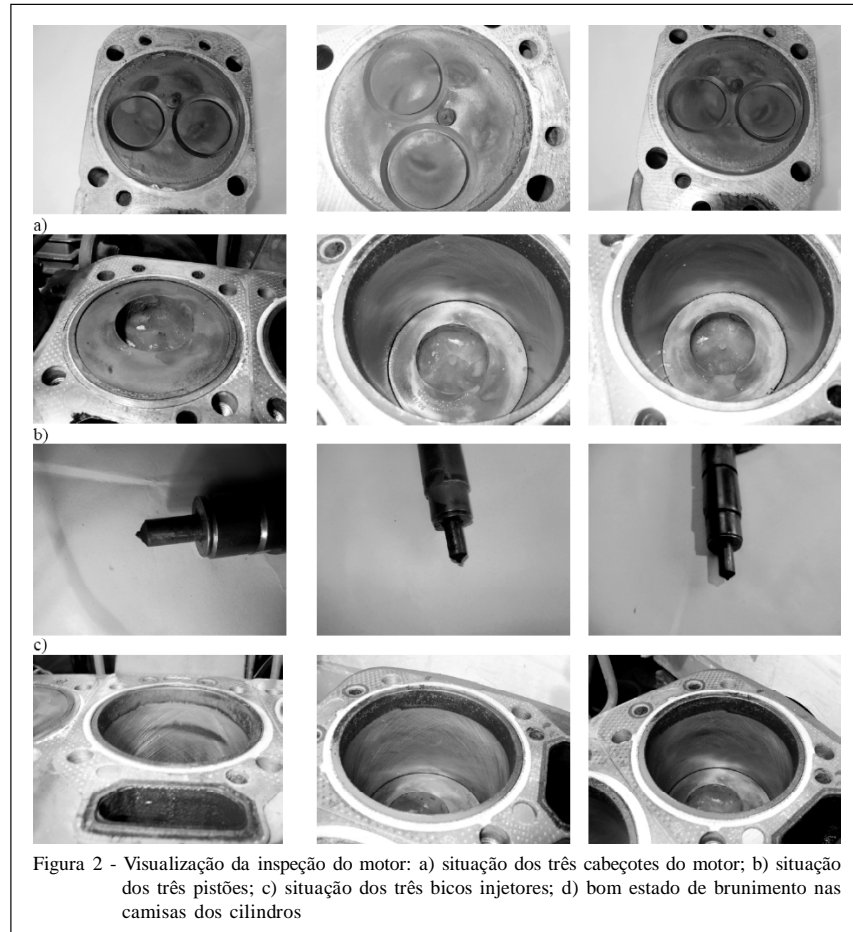 a)
b)
c)
Figura 2 - Visualização da inspeção do motor: a) situação dos três cabeçotes do motor; b) situação
dos três pistões; c) situação dos três bicos injetores; d) bom estado de brunimento nas
camisas dos cilindros